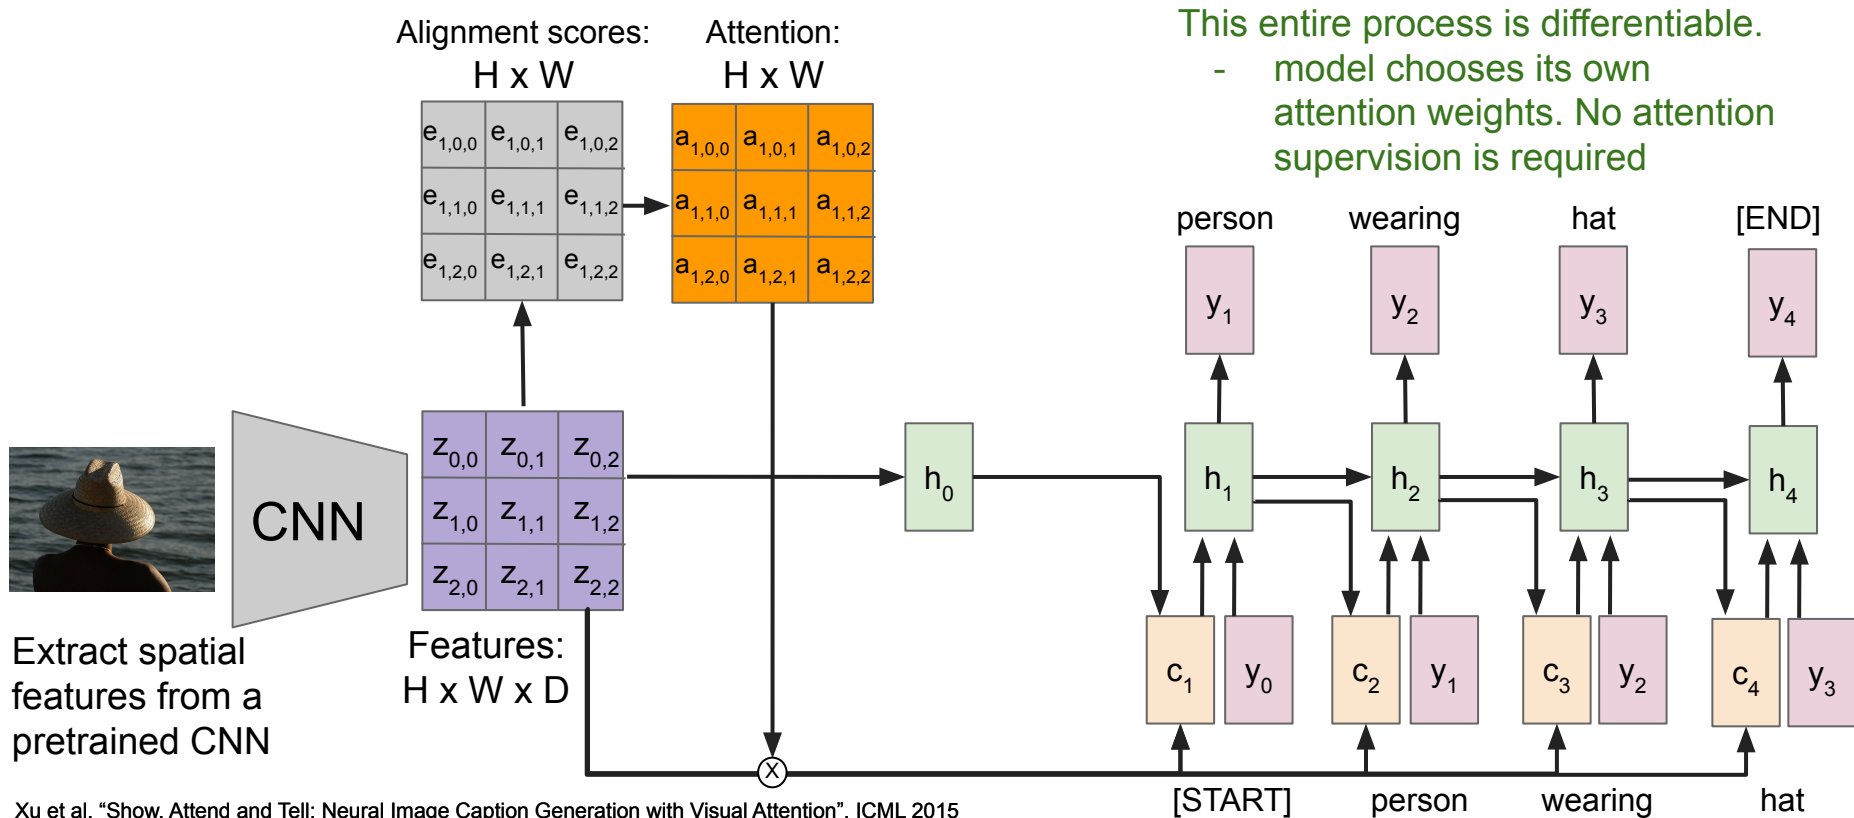 Alignment scores:
H x W
Attention:
H x W
This entire process is differentiable.
- model chooses its own
attention weights. No attention
supervision is required
e1,0,0 e1,0,1 e1,0,2
e1,1,0 e1,1,1 e1,1,2
e1,2,0 e1,2,1 e1,2,2
a1,0,0 a1,0,1 a1,0,2
a1,1,0 a1,1,1 a1,1,2
a1,2,0 a1,2,1 a1,2,2
person wearing hat [END]
y1 y2 y3 y4
CNN
z0,0 z0,1 z0,2
z1,0 z1,1 z1,2
z2,0 z2,1 z2,2
h0 h1 h2 h3 h4
Extract spatial
features from a
pretrained CNN
Features:
H x W x D
c1 y0 c2 y1 c3 y2 c4 y3
X
[START] person wearing hat
Xu et al, "Show, Attend and Tell: Neural Image Caption Generation with Visual Attention", ICML 2015